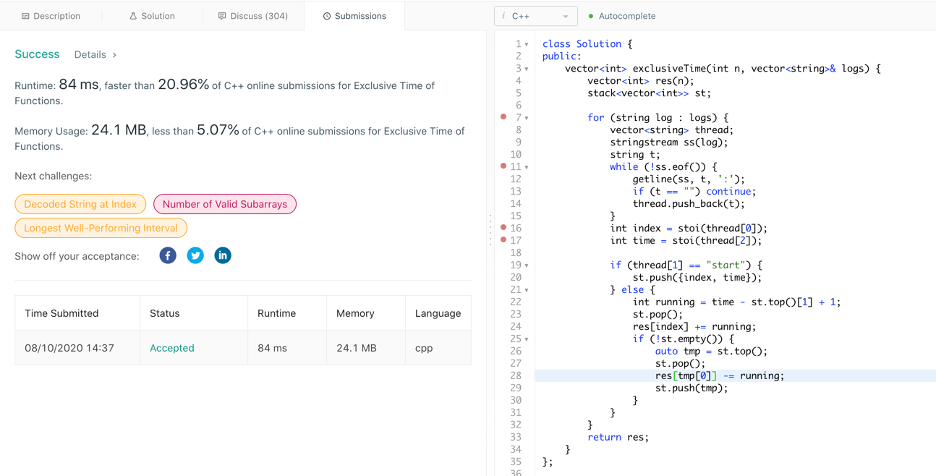 Description
Solution
Discuss (304)
Submissions
i C++
Autocomplete
Success Details >
Runtime: 84 ms, faster than 20.96% of C++ online submissions for Exclusive Time of
Functions.
Memory Usage: 24.1 MB, less than 5.07% of C++ online submissions for Exclusive Time of
Functions.
Next challenges:
Decoded String at Index
Number of Valid Subarrays
Longest Well-Performing Interval
Show off your acceptance:
Time Submitted Status Runtime Memory Language
08/10/2020 14:37 Accepted 84 ms 24.1 MB cpp
1 class Solution {
2 public:
3 vector<int> exclusiveTime(int n, vector<string>& logs) {
4 vector<int> res(n);
5 stack<vector<int>> st;
6
7 for (string log : logs) {
8 vector<string> thread;
9 stringstream ss(log);
10 string t;
11 while (!ss.eof()) {
12 getline(ss, t, ':');
13 if (t == "") continue;
14 thread.push_back(t);
15 }
16 int index = stoi(thread[0]);
17 int time = stoi(thread[2]);
18
19 if (thread[1] == "start") {
20 st.push({index, time});
21 } else {
22 int running = time - st.top()[1] + 1;
23 st.pop();
24 res[index] += running;
25 if (!st.empty()) {
26 auto tmp = st.top();
27 st.pop();
28 res[tmp[0]] -= running;
29 st.push(tmp);
30 }
31 }
32 }
33 return res;
34 }
35 };
36